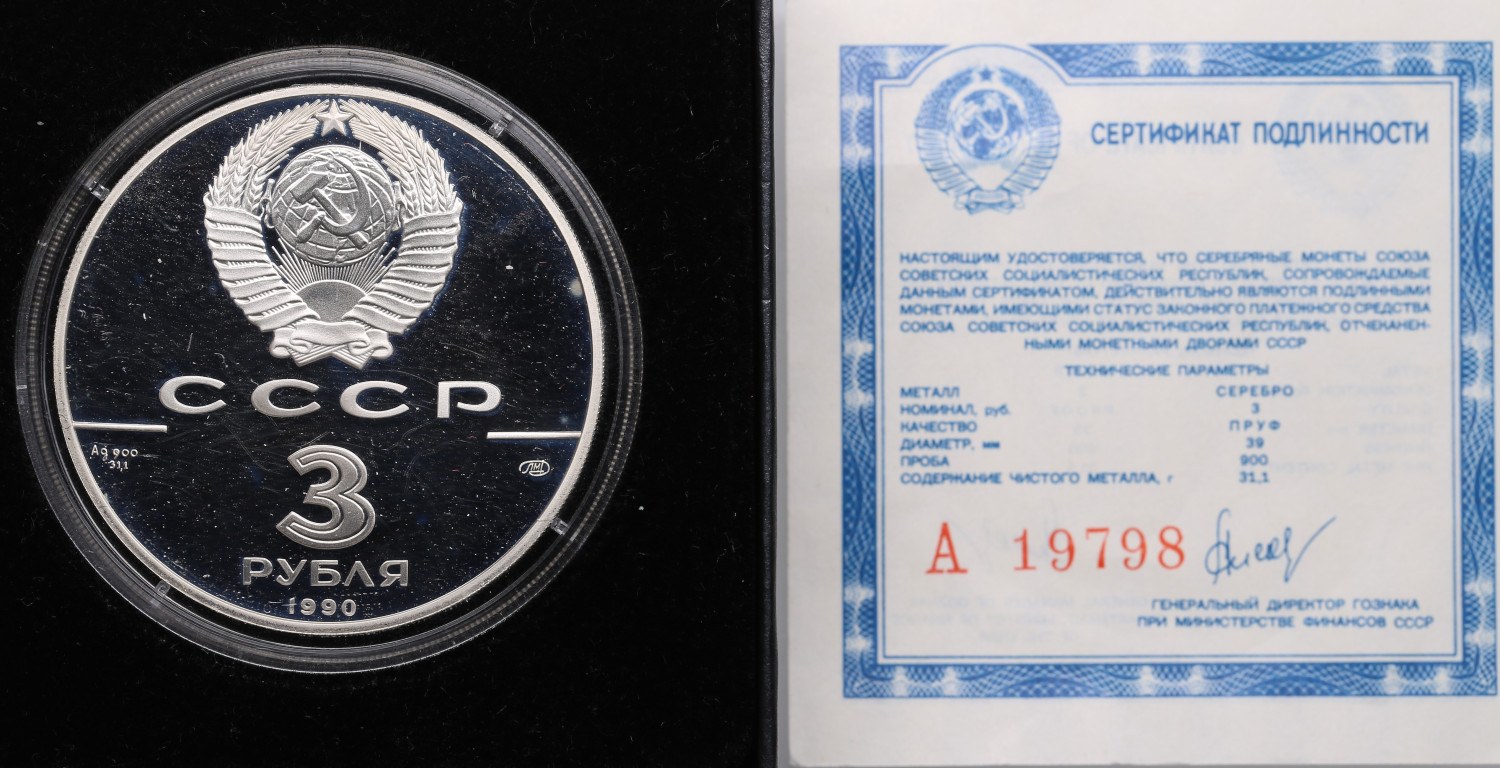 СССР
Ag 900
31,1
ЛМД
3
РУБЛЯ
1990
СЕРТИФИКАТ ПОДЛИННОСТИ
НАСТОЯЩИМ УДОСТОВЕРЯЕТСЯ, ЧТО СЕРЕБРЯНЫЕ МОНЕТЫ СОЮЗА
СОВЕТСКИХ СОЦИАЛИСТИЧЕСКИХ РЕСПУБЛИК, СОПРОВОЖДАЕМЫЕ
ДАННЫМ СЕРТИФИКАТОМ, ДЕЙСТВИТЕЛЬНО ЯВЛЯЮТСЯ ПОДЛИННЫМИ
МОНЕТАМИ, ИМЕЮЩИМИ СТАТУС ЗАКОННОГО ПЛАТЕЖНОГО СРЕДСТВА
СОЮЗА СОВЕТСКИХ СОЦИАЛИСТИЧЕСКИХ РЕСПУБЛИК, ОТЧЕКАНЕН-
НЫМИ МОНЕТНЫМИ ДВОРАМИ СССР
ТЕХНИЧЕСКИЕ ПАРАМЕТРЫ
МЕТАЛЛ СЕРЕБРО
НОМИНАЛ, руб. 3
КАЧЕСТВО ПРУФ
ДИАМЕТР, мм 39
ПРОБА 900
СОДЕРЖАНИЕ ЧИСТОГО МЕТАЛЛА, г 31,1
А 19798
ГЕНЕРАЛЬНЫЙ ДИРЕКТОР ГОЗНАКА
ПРИ МИНИСТЕРСТВЕ ФИНАНСОВ СССР